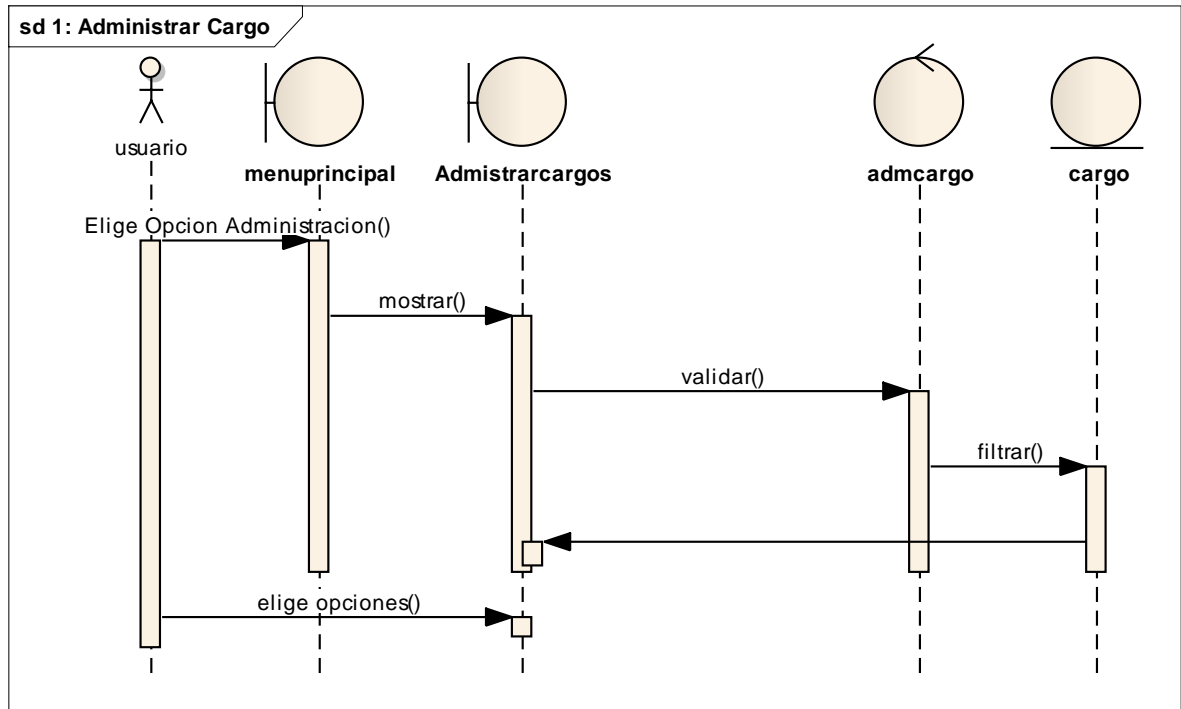 sd 1: Administrar Cargo
usuario
menuprincipal
Admistrarcargos
admcargo
cargo
Elige Opcion Administracion()
mostrar()
validar()
filtrar()
elige opciones()